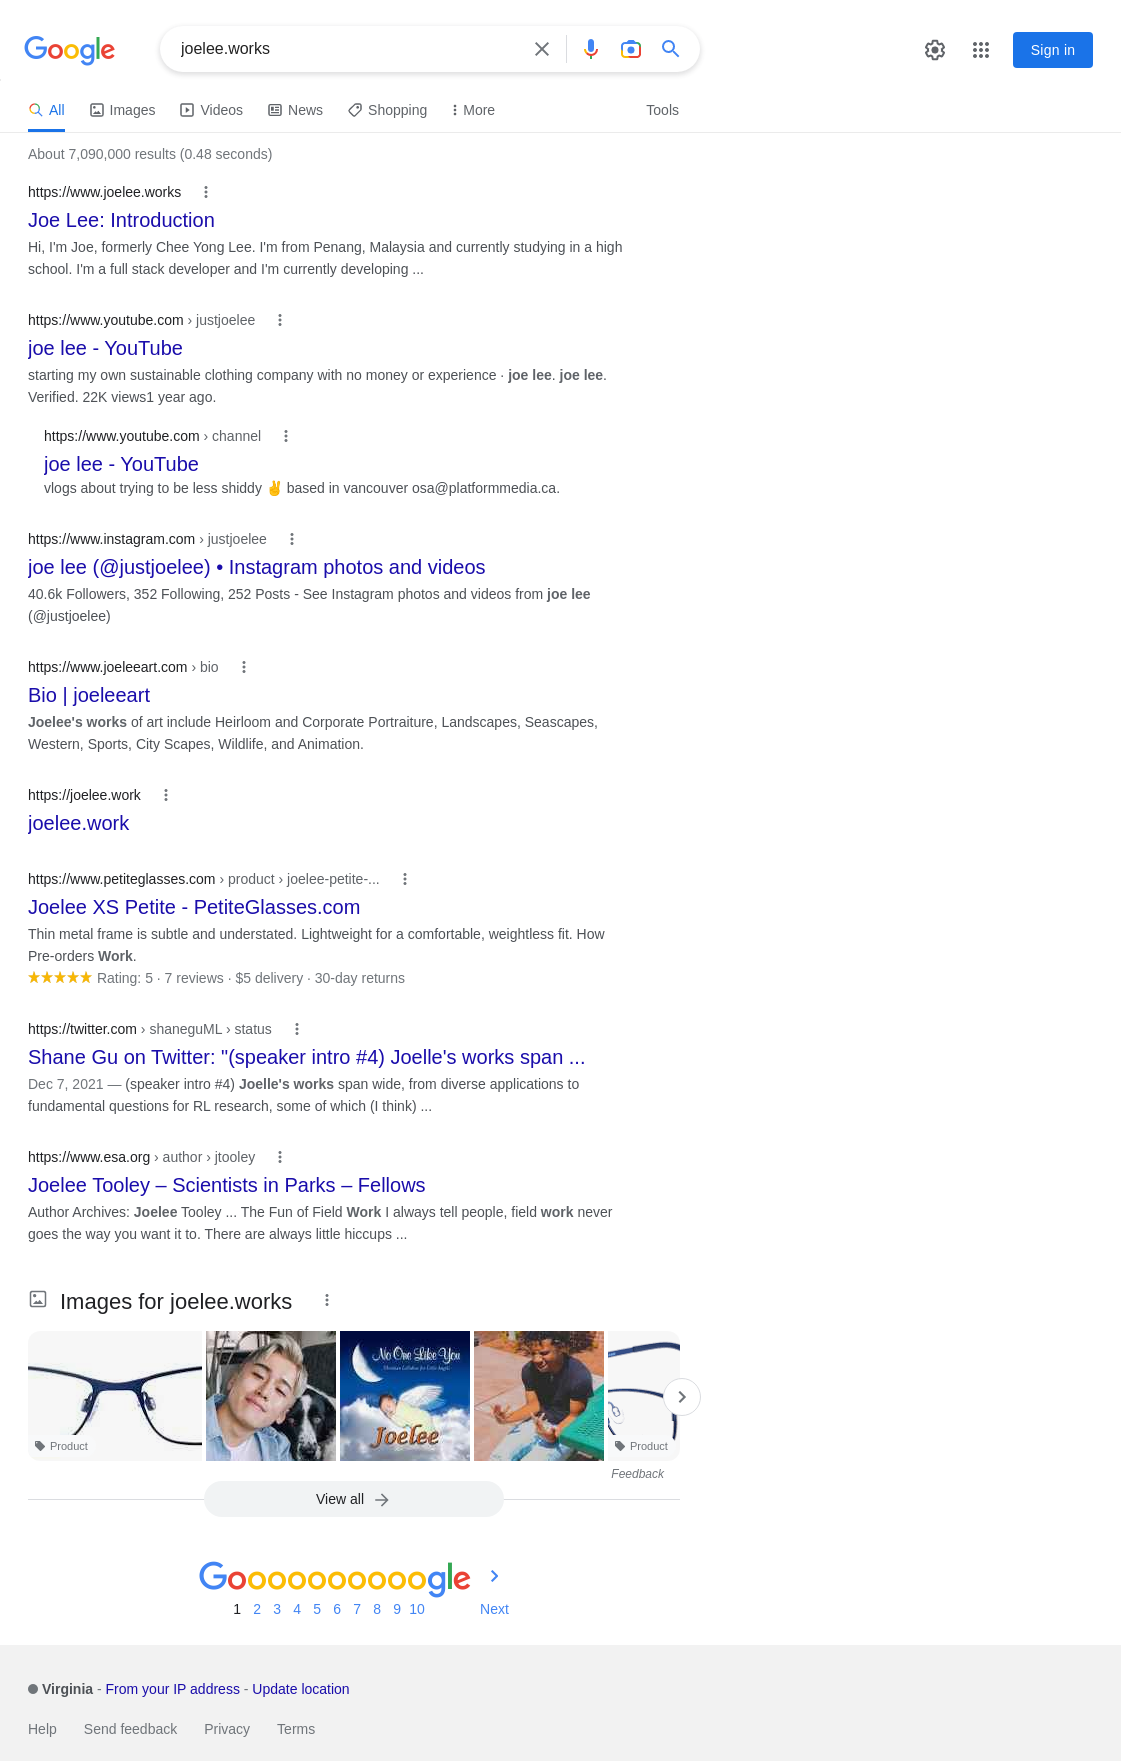 Google
joelee.works
Sign in
All Images Videos News Shopping More Tools
About 7,090,000 results (0.48 seconds)
https://www.joelee.works
Joe Lee: Introduction
Hi, I'm Joe, formerly Chee Yong Lee. I'm from Penang, Malaysia and currently studying in a high
school. I'm a full stack developer and I'm currently developing ...
https://www.youtube.com › justjoelee
joe lee - YouTube
starting my own sustainable clothing company with no money or experience · joe lee. joe lee.
Verified. 22K views1 year ago.
https://www.youtube.com › channel
joe lee - YouTube
vlogs about trying to be less shiddy ✌ based in vancouver osa@platformmedia.ca.
https://www.instagram.com › justjoelee
joe lee (@justjoelee) • Instagram photos and videos
40.6k Followers, 352 Following, 252 Posts - See Instagram photos and videos from joe lee
(@justjoelee)
https://www.joeleeart.com › bio
Bio | joeleeart
Joelee's works of art include Heirloom and Corporate Portraiture, Landscapes, Seascapes,
Western, Sports, City Scapes, Wildlife, and Animation.
https://joelee.work
joelee.work
https://www.petiteglasses.com › product › joelee-petite-...
Joelee XS Petite - PetiteGlasses.com
Thin metal frame is subtle and understated. Lightweight for a comfortable, weightless fit. How
Pre-orders Work.
★★★★★ Rating: 5 · 7 reviews · $5 delivery · 30-day returns
https://twitter.com › shaneguML › status
Shane Gu on Twitter: "(speaker intro #4) Joelle's works span ...
Dec 7, 2021 — (speaker intro #4) Joelle's works span wide, from diverse applications to
fundamental questions for RL research, some of which (I think) ...
https://www.esa.org › author › jtooley
Joelee Tooley – Scientists in Parks – Fellows
Author Archives: Joelee Tooley ... The Fun of Field Work I always tell people, field work never
goes the way you want it to. There are always little hiccups ...
Images for joelee.works
No One Like You
Joelee
Product
Product
Feedback
View all
Goooooooooogle
1 2 3 4 5 6 7 8 9 10 Next
Virginia - From your IP address - Update location
Help Send feedback Privacy Terms